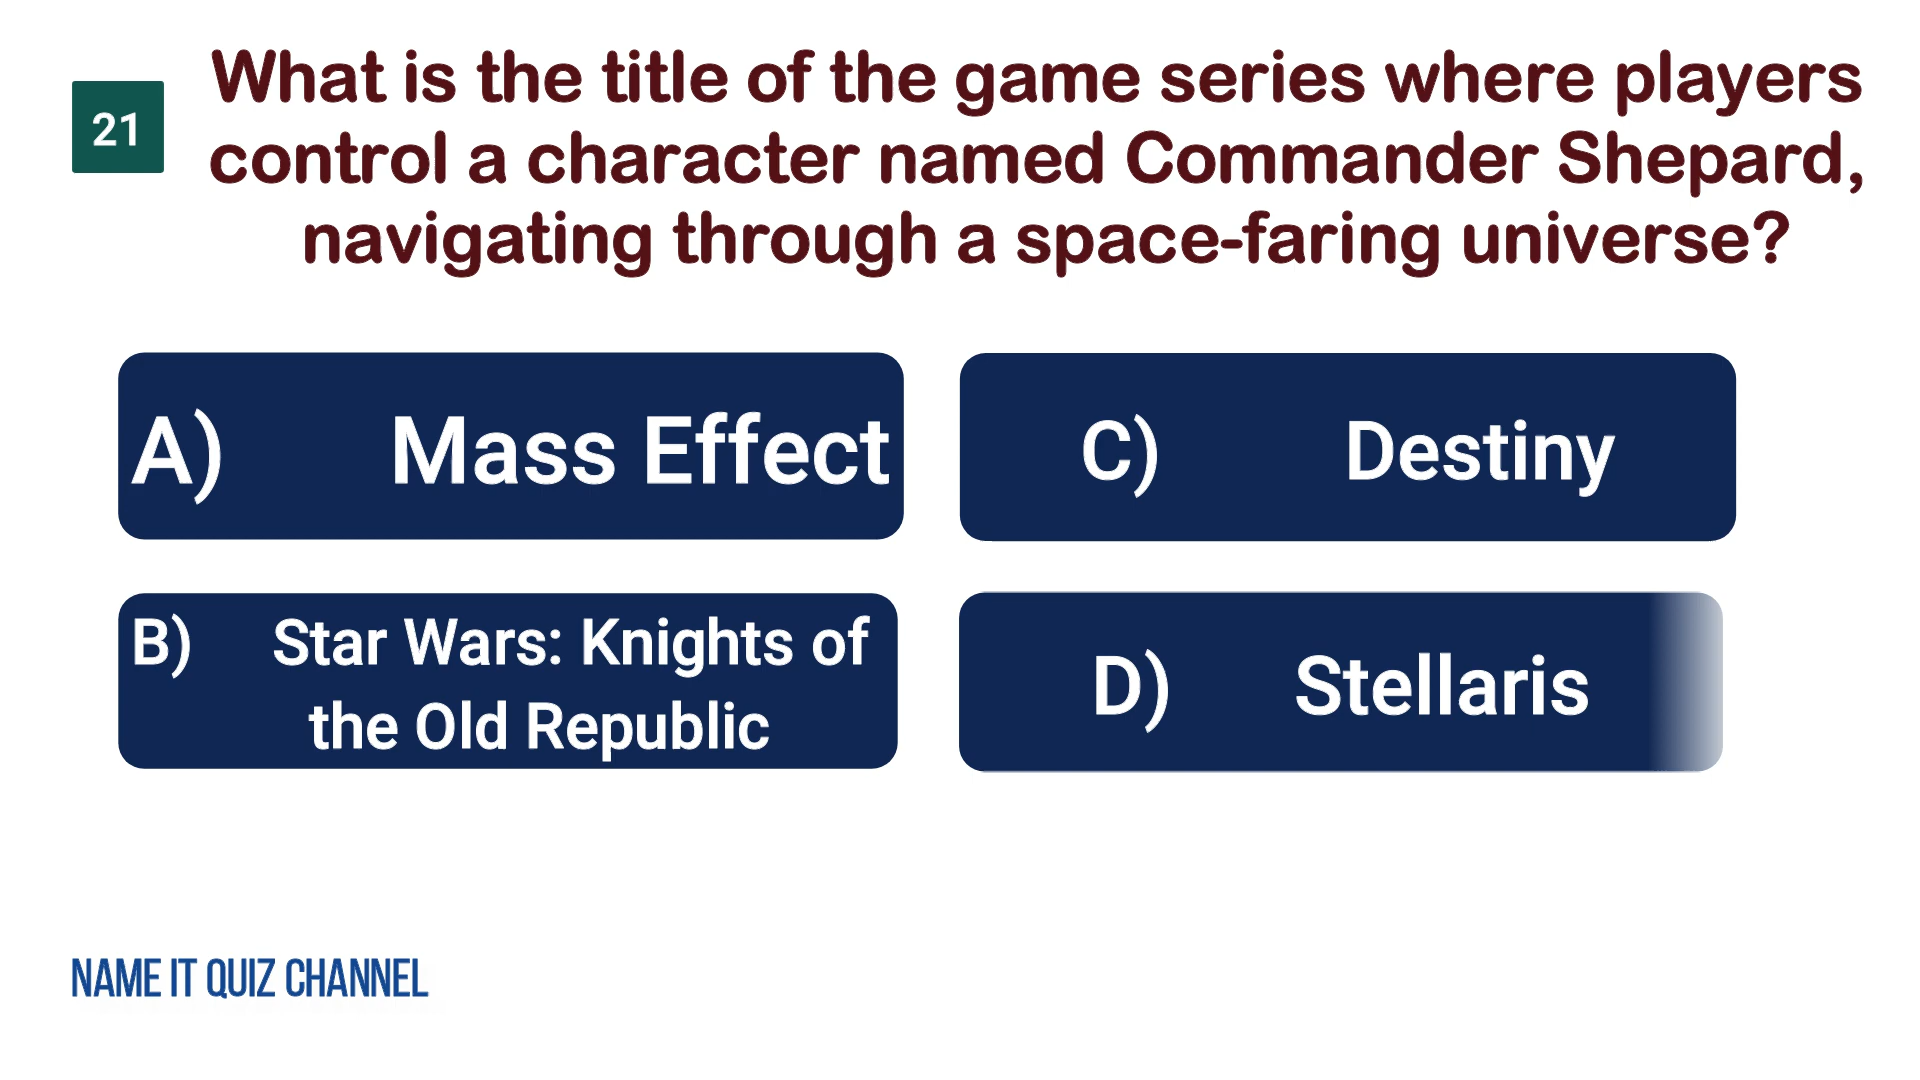 21
What is the title of the game series where players
control a character named Commander Shepard,
navigating through a space-faring universe?
A) Mass Effect
B) Star Wars: Knights of
the Old Republic
C) Destiny
D) Stellaris
NAME IT QUIZ CHANNEL